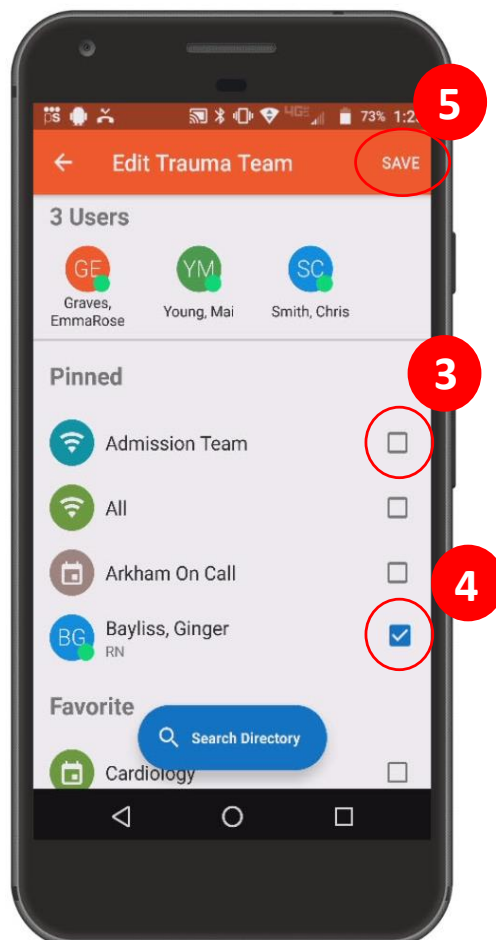 5
73% 1:2
Edit Trauma Team SAVE
3 Users
GE YM SC
Graves, EmmaRose
Young, Mai
Smith, Chris
Pinned
3
Admission Team
All
Arkham On Call
4
BG Bayliss, Ginger
RN
Favorite
Search Directory
Cardiology